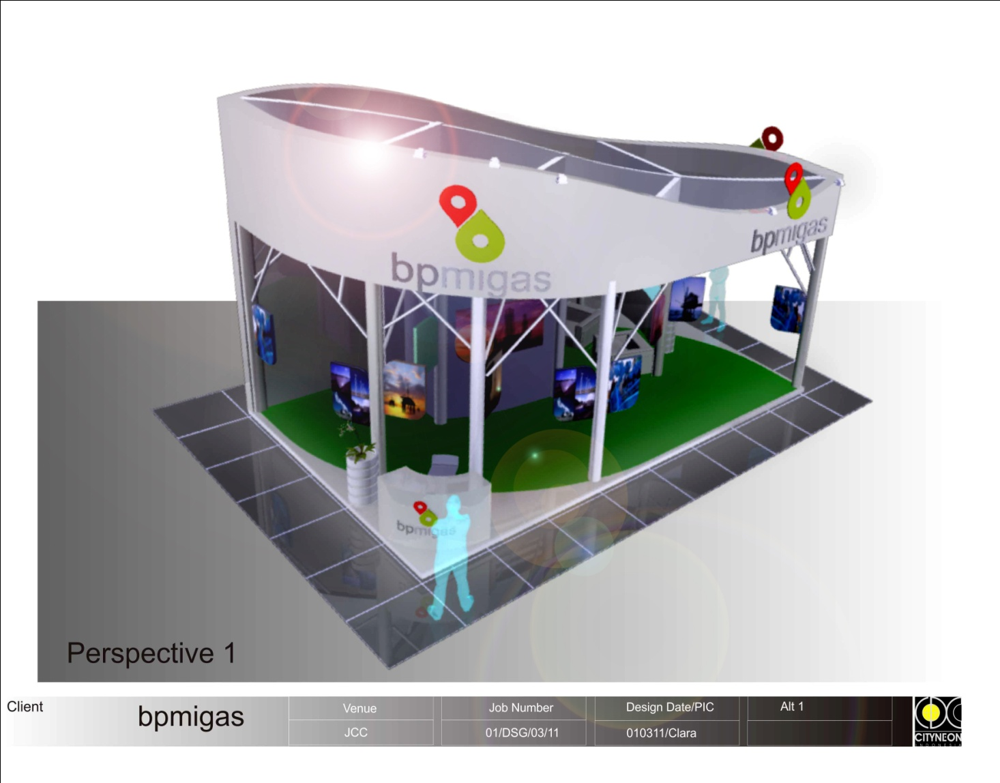 bpmigas
bpmigas
bpmigas
Perspective 1
Client
bpmigas
Venue
JCC
Job Number
01/DSG/03/11
Design Date/PIC
010311/Clara
Alt 1
CITYNEON
INDONESIA